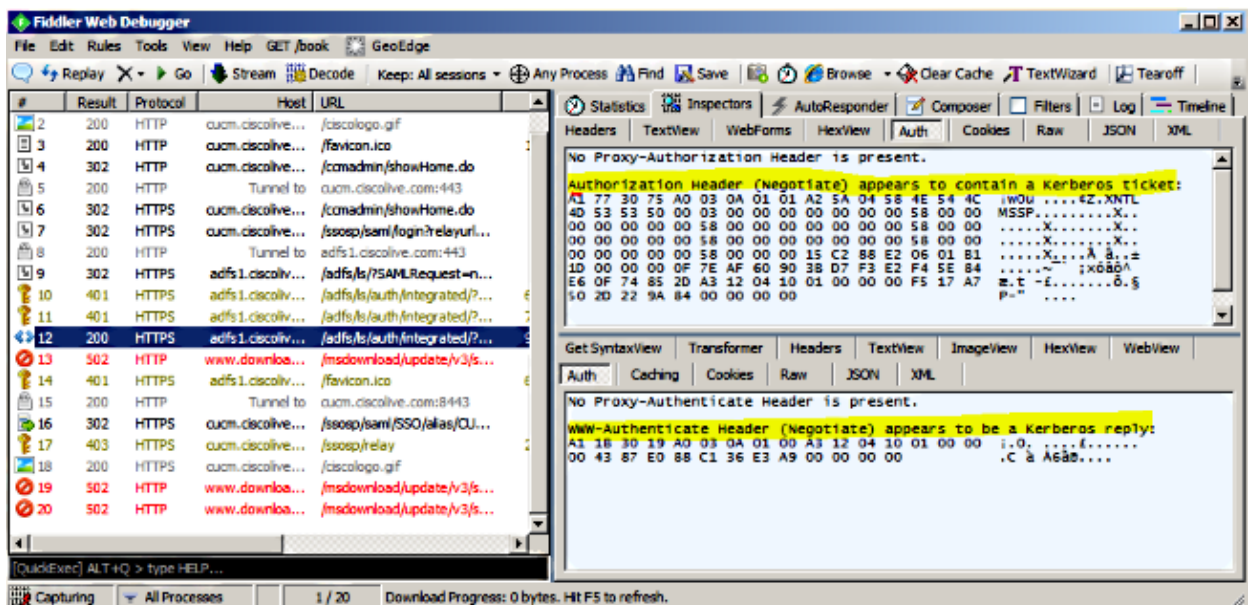 Fiddler Web Debugger
File Edit Rules Tools View Help GET /book GeoEdge
Replay X Go Stream Decode Keep: All sessions Any Process Find Save Browse Clear Cache TextWizard Tearoff
# Result Protocol Host URL
2 200 HTTP cucm.ciscolive... /ciscologo.gif
3 200 HTTP cucm.ciscolive... /favicon.ico
4 302 HTTP cucm.ciscolive... /ccmadmin/showHome.do
5 200 HTTP Tunnel to cucm.ciscolive.com:443
6 302 HTTPS cucm.ciscolive... /ccmadmin/showHome.do
7 302 HTTPS cucm.ciscolive... /ssosp/saml/login?relayurl...
8 200 HTTP Tunnel to adfs1.ciscolive.com:443
9 302 HTTPS adfs1.ciscoliv... /adfs/ls/?SAMLRequest=n...
10 401 HTTPS adfs1.ciscoliv... /adfs/ls/auth/integrated/?...
11 401 HTTPS adfs1.ciscoliv... /adfs/ls/auth/integrated/?...
12 200 HTTPS adfs1.ciscoliv... /adfs/ls/auth/integrated/?...
13 502 HTTP www.downloa... /msdownload/update/v3/s...
14 401 HTTPS adfs1.ciscoliv... /favicon.ico
15 200 HTTP Tunnel to cucm.ciscolive.com:8443
16 302 HTTPS cucm.ciscolive... /ssosp/saml/SSO/alias/CU...
17 403 HTTPS cucm.ciscolive... /ssosp/relay
18 200 HTTPS cucm.ciscolive... /ciscologo.gif
19 502 HTTP www.downloa... /msdownload/update/v3/s...
20 502 HTTP www.downloa... /msdownload/update/v3/s...
[QuickExec] ALT+Q > type HELP...
Statistics Inspectors AutoResponder Composer Filters Log Timeline
Headers TextView WebForms HexView Auth Cookies Raw JSON XML
No Proxy-Authorization Header is present.
Authorization Header (Negotiate) appears to contain a Kerberos ticket:
A1 77 30 75 A0 03 0A 01 01 A2 5A 04 58 4E 54 4C ¡w0u ....¢Z.XNTL
4D 53 53 50 00 03 00 00 00 00 00 00 00 58 00 00 MSSP.........X..
00 00 00 00 00 58 00 00 00 00 00 00 00 58 00 00 .....X.......X..
00 00 00 00 00 58 00 00 00 00 00 00 00 58 00 00 .....X.......X..
00 00 00 00 00 58 00 00 00 15 C2 88 E2 06 01 B1
1D 00 00 00 0F 7E AF 60 90 38 D7 F3 E2 F4 5E 84
E6 0F 74 85 2D A3 12 04 10 01 00 00 00 F5 17 A7
50 2D 22 9A 84 00 00 00 00 P-" ....
Get SyntaxView Transformer Headers TextView ImageView HexView WebView
Auth Caching Cookies Raw JSON XML
No Proxy-Authenticate Header is present.
WWW-Authenticate Header (Negotiate) appears to be a Kerberos reply:
A1 1B 30 19 A0 03 0A 01 00 A3 12 04 10 01 00 00 ¡.0. ....£......
00 43 87 E0 88 C1 36 E3 A9 00 00 00 00
Capturing All Processes 1 / 20 Download Progress: 0 bytes. Hit F5 to refresh.